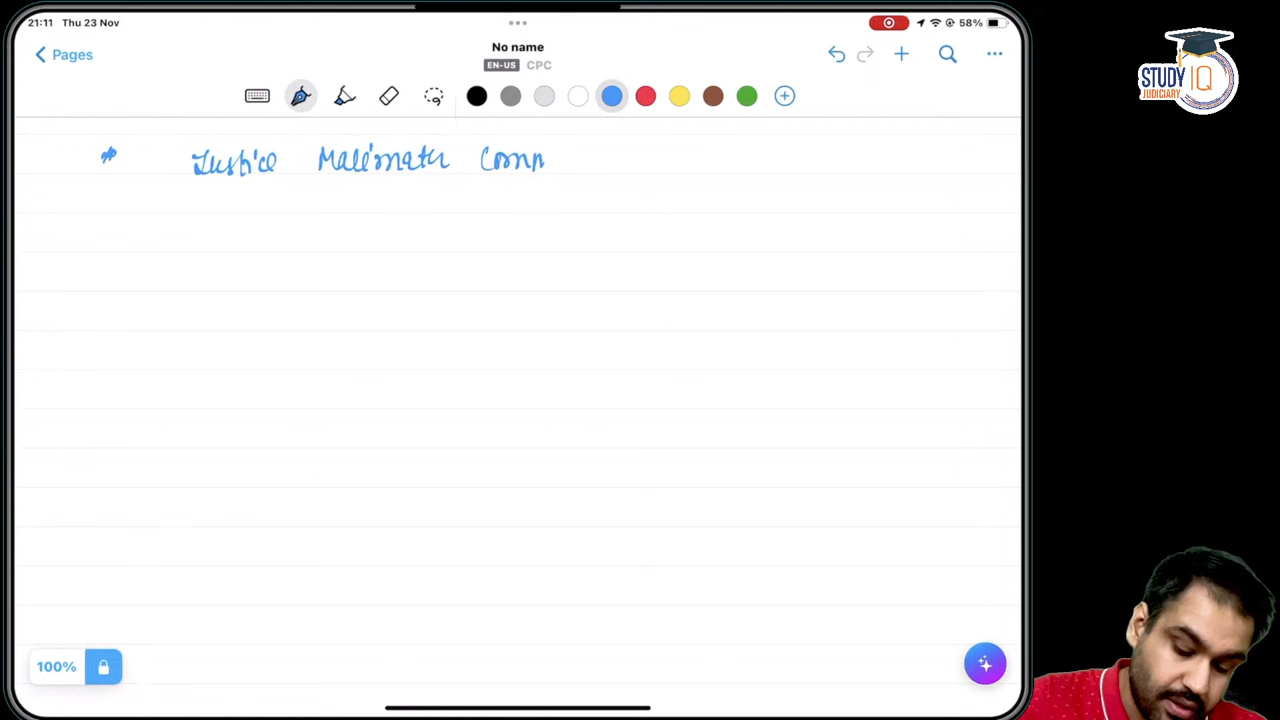 21:11 Thu 23 Nov
58%
Pages
No name
EN-US CPC
Justice Malimath Comm
100%
STUDY IQ
JUDICIARY